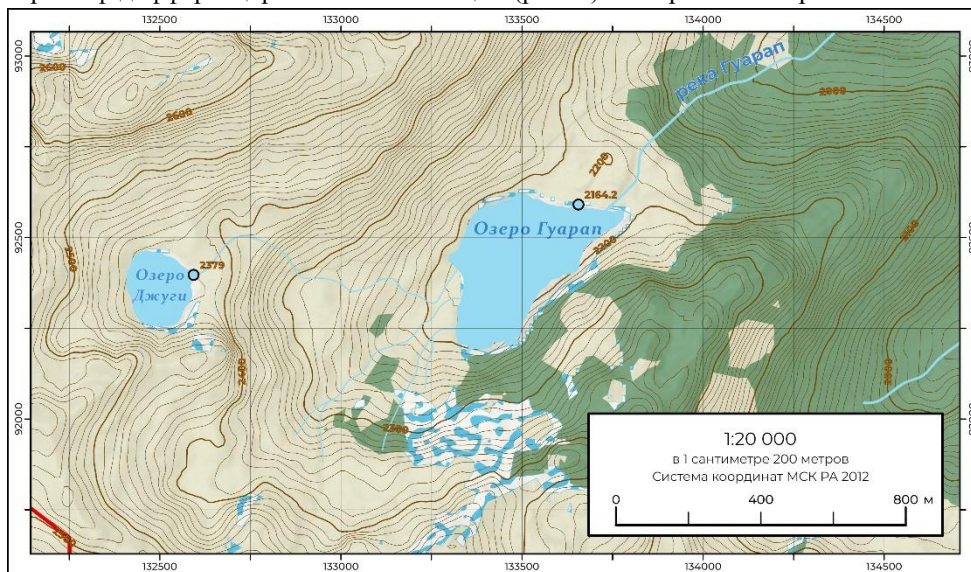 132500 133000 133500 134000 134500
93000
2600
2600
река Гуарап
2000
2200
2164.2
Озеро Гуарап
2200
92500
2500
2379
Озеро
Джуги
2400
2300
92000
1:20 000
в 1 сантиметре 200 метров
Система координат МСК РА 2012
0 400 800 м
132500 133000 133500 134000 134500